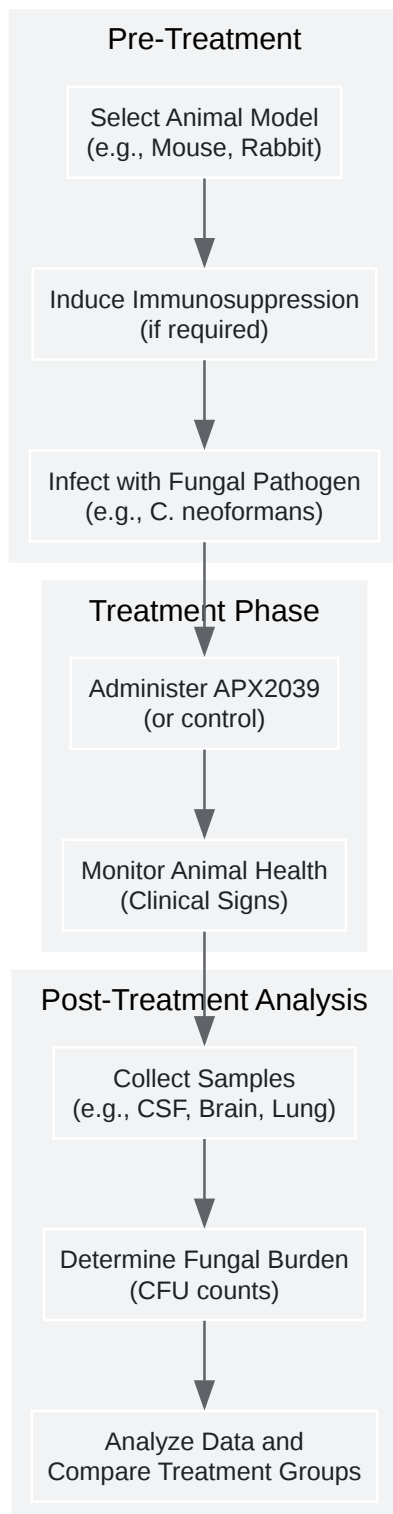 Pre-Treatment
Select Animal Model
(e.g., Mouse, Rabbit)
Induce Immunosuppression
(if required)
Infect with Fungal Pathogen
(e.g., C. neoformans)
Treatment Phase
Administer APX2039
(or control)
Monitor Animal Health
(Clinical Signs)
Post-Treatment Analysis
Collect Samples
(e.g., CSF, Brain, Lung)
Determine Fungal Burden
(CFU counts)
Analyze Data and
Compare Treatment Groups